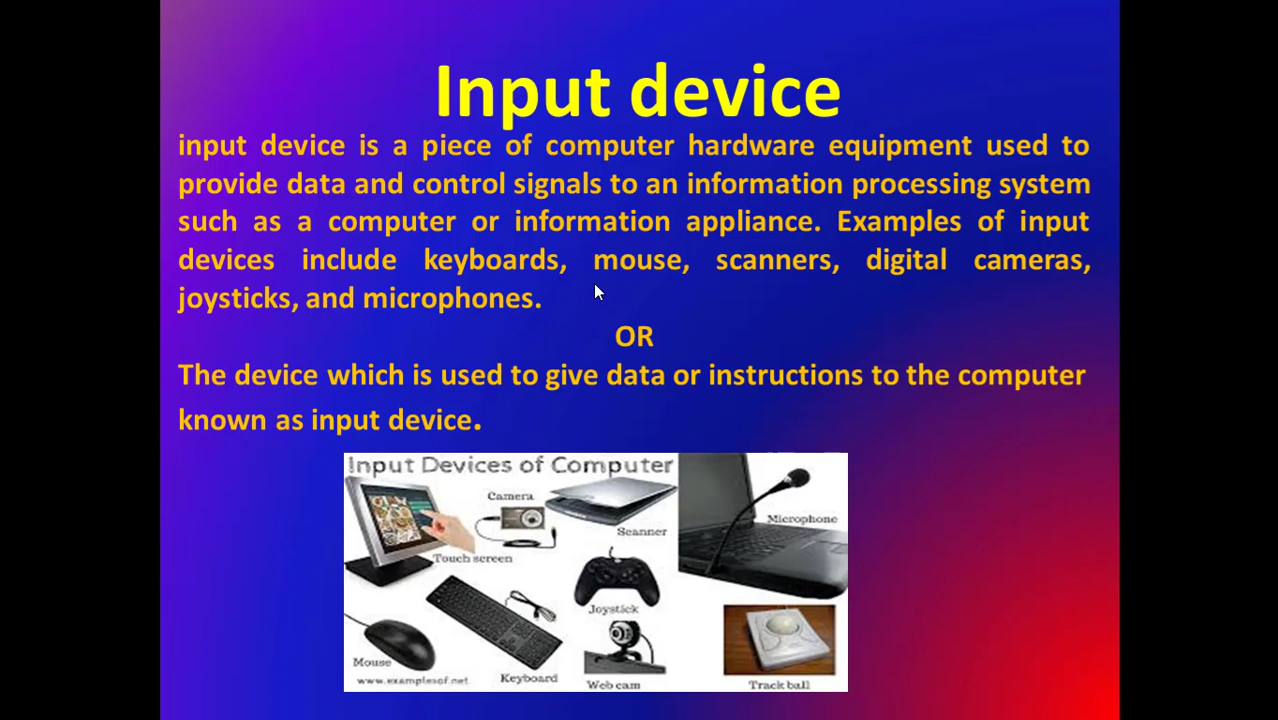 Input device
input device is a piece of computer hardware equipment used to
provide data and control signals to an information processing system
such as a computer or information appliance. Examples of input
devices include keyboards, mouse, scanners, digital cameras,
joysticks, and microphones.
OR
The device which is used to give data or instructions to the computer
known as input device.
Input Devices of Computer
Camera
Scanner
Microphone
Touch screen
Joystick
Mouse
Keyboard
www.examplesof.net
Web cam
Track ball